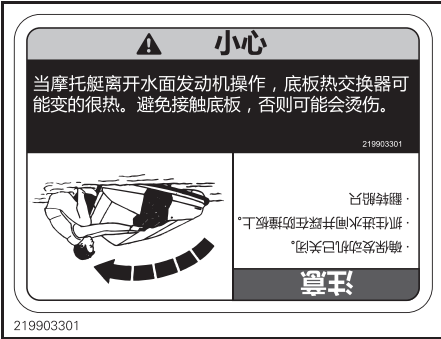 小心
当摩托艇离开水面发动机操作，底板热交换器可
能变的很热。避免接触底板，否则可能会烫伤。
219903301
注意
· 确保发动机已关闭。
· 抓住进水闸并踩在防撞板上。
· 翻转船只
219903301